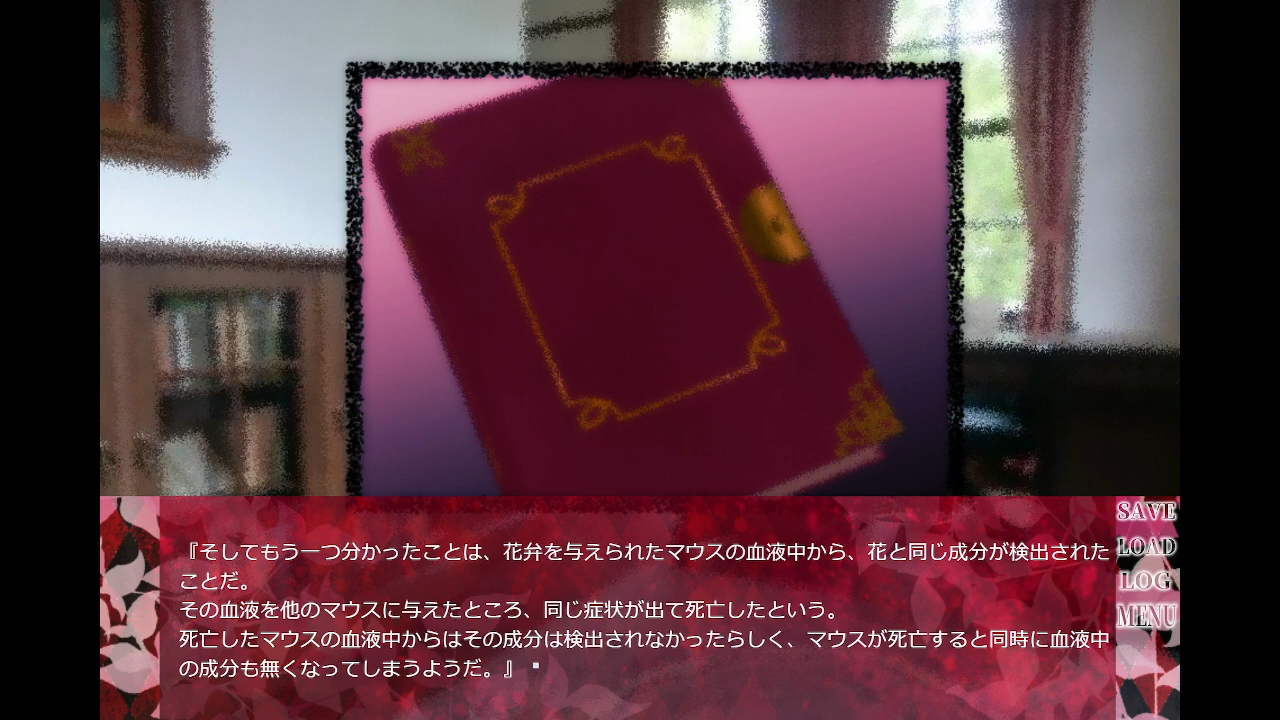 『そしてもう一つ分かったことは、花弁を与えられたマウスの血液中から、花と同じ成分が検出された
ことだ。
その血液を他のマウスに与えたところ、同じ症状が出て死亡したという。
死亡したマウスの血液中からはその成分は検出されなかったらしく、マウスが死亡すると同時に血液中
の成分も無くなってしまうようだ。』
SAVE
LOAD
LOG
MENU